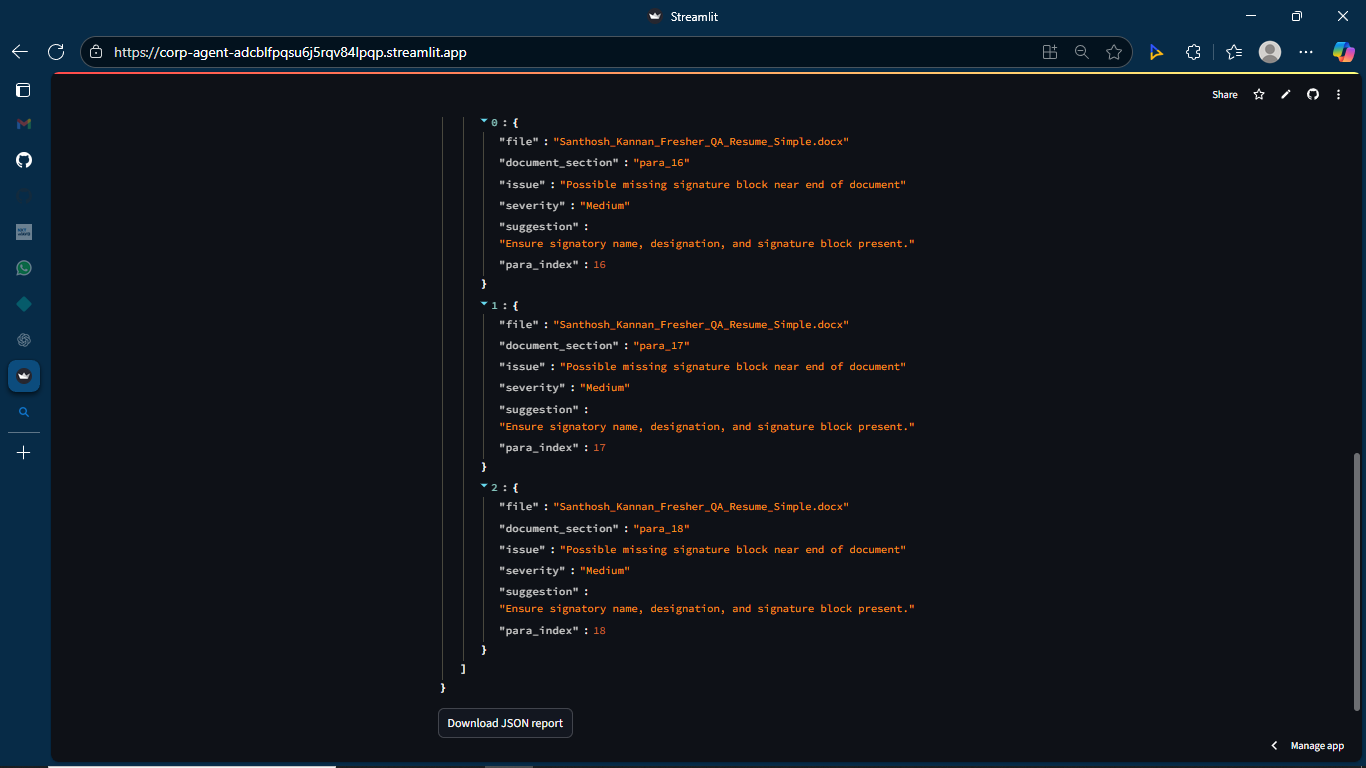 Streamlit
https://corp-agent-adcblfpqsu6j5rqv84lpqp.streamlit.app
Share
0 : {
"file" : "Santhosh_Kannan_Fresher_QA_Resume_Simple.docx"
"document_section" : "para_16"
"issue" : "Possible missing signature block near end of document"
"severity" : "Medium"
"suggestion" :
"Ensure signatory name, designation, and signature block present."
"para_index" : 16
}
1 : {
"file" : "Santhosh_Kannan_Fresher_QA_Resume_Simple.docx"
"document_section" : "para_17"
"issue" : "Possible missing signature block near end of document"
"severity" : "Medium"
"suggestion" :
"Ensure signatory name, designation, and signature block present."
"para_index" : 17
}
2 : {
"file" : "Santhosh_Kannan_Fresher_QA_Resume_Simple.docx"
"document_section" : "para_18"
"issue" : "Possible missing signature block near end of document"
"severity" : "Medium"
"suggestion" :
"Ensure signatory name, designation, and signature block present."
"para_index" : 18
}
]
}
Download JSON report
Manage app